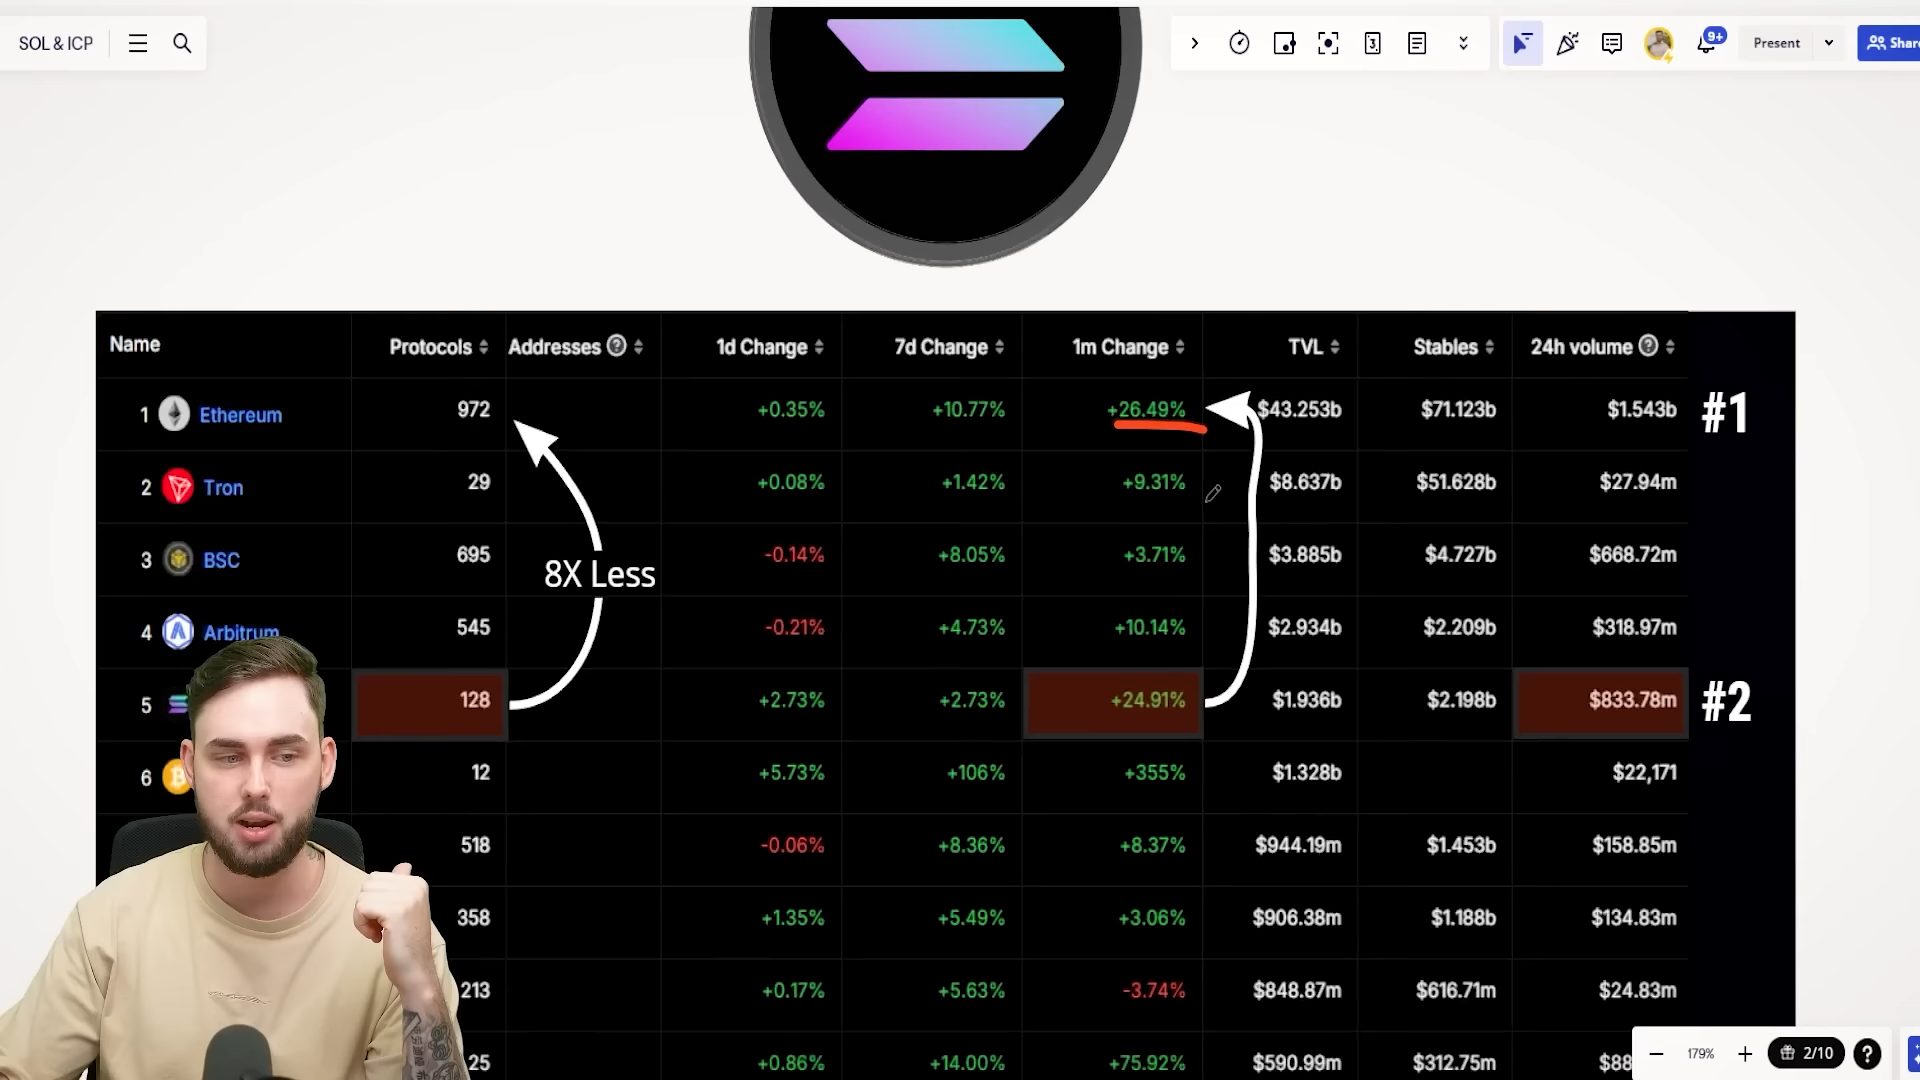 SOL & ICP
9+
Present
Share
Name Protocols Addresses 1d Change 7d Change 1m Change TVL Stables 24h volume
1 Ethereum 972 +0.35% +10.77% +26.49% $43.253b $71.123b $1.543b #1
2 Tron 29 +0.08% +1.42% +9.31% $8.637b $51.628b $27.94m
3 BSC 695 -0.14% +8.05% +3.71% $3.885b $4.727b $668.72m
8X Less
4 Arbitrum 545 -0.21% +4.73% +10.14% $2.934b $2.209b $318.97m
5 128 +2.73% +2.73% +24.91% $1.936b $2.198b $833.78m #2
6 12 +5.73% +106% +355% $1.328b $22,171
518 -0.06% +8.36% +8.37% $944.19m $1.453b $158.85m
358 +1.35% +5.49% +3.06% $906.38m $1.188b $134.83m
213 +0.17% +5.63% -3.74% $848.87m $616.71m $24.83m
25 +0.86% +14.00% +75.92% $590.99m $312.75m $88
179% 2/10 ?